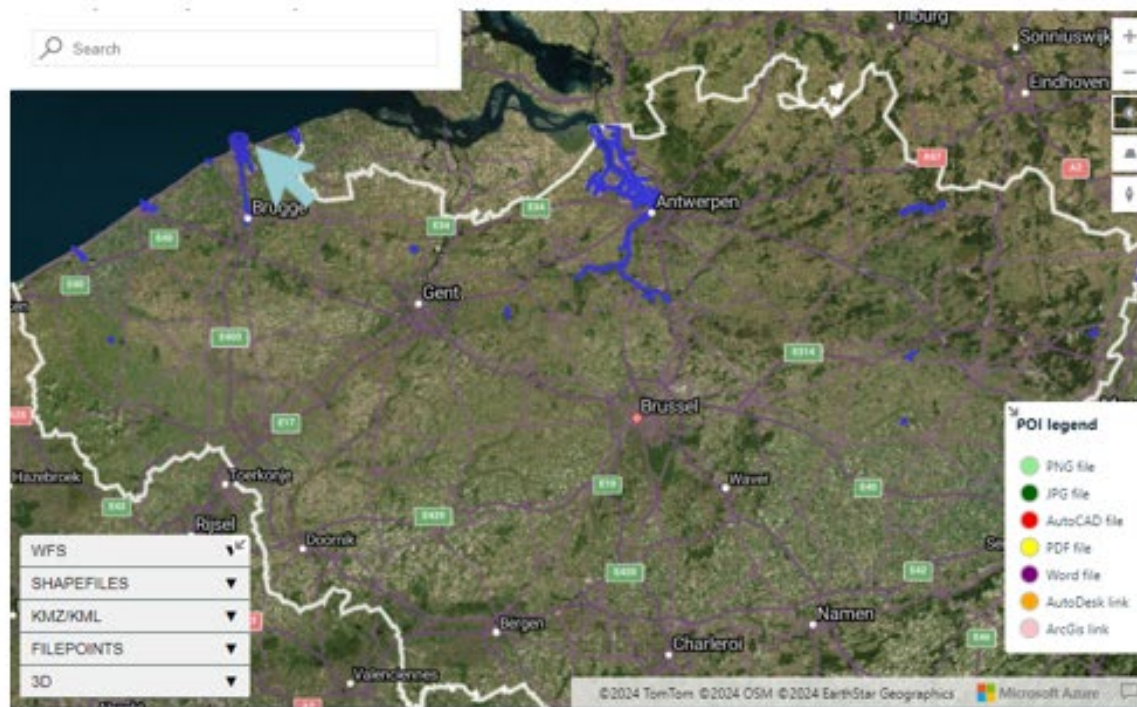 Search
Tilburg
Sonniuswijk
Eindhoven
A67
A2
Brugge
Antwerpen
E34
E34
E40
E40
Gent
E403
E314
Brussel
E17
Hazebroek
Toerkonje
Waver
E19
E40
E42
E429
Rijsel
Doornik
E42
Bergen
Namen
Charleroi
Valenciennes
POI legend
PNG file
JPG file
AutoCAD file
PDF file
Word file
AutoDesk link
ArcGis link
WFS
SHAPEFILES
KMZ/KML
FILEPOINTS
3D
©2024 TomTom ©2024 OSM ©2024 EarthStar Geographics
Microsoft Azure